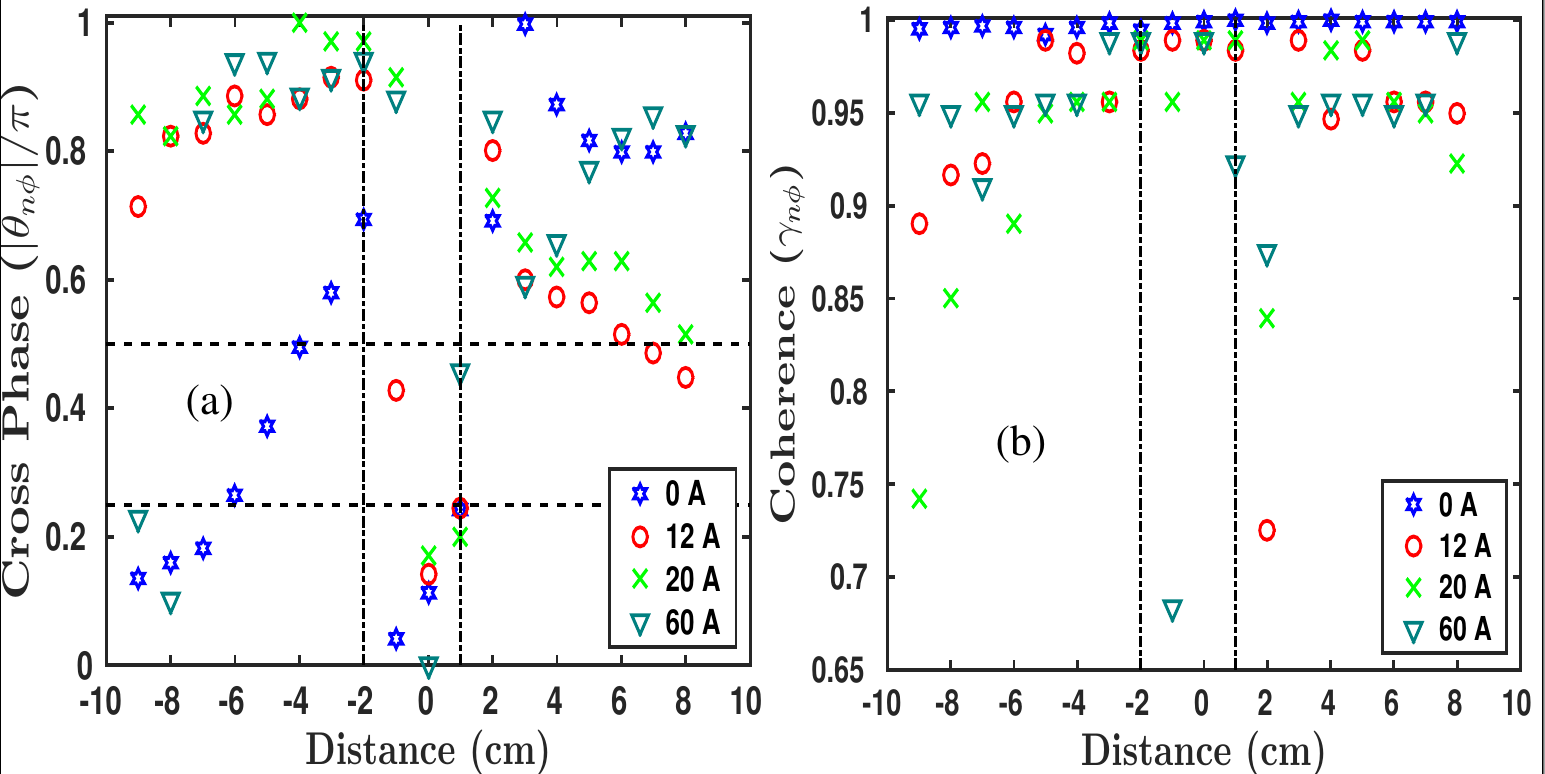 Cross Phase (|θnϕ|/π)
1
0.8
0.6
0.4
0.2
0
(a)
0 A
12 A
20 A
60 A
-10 -8 -6 -4 -2 0 2 4 6 8 10
Distance (cm)
Coherence (γnϕ)
1
0.95
0.9
0.85
0.8
0.75
0.7
0.65
(b)
0 A
12 A
20 A
60 A
-10 -8 -6 -4 -2 0 2 4 6 8 10
Distance (cm)